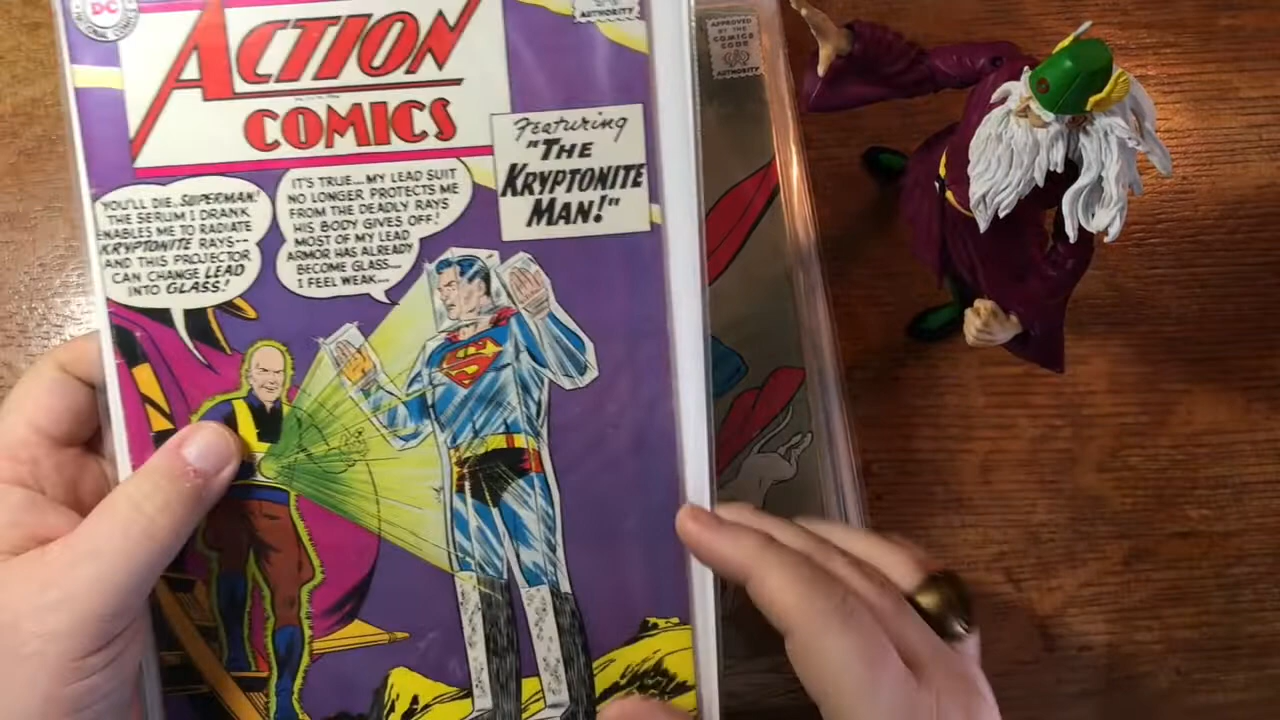 DC
ACTION
COMICS
AUTHORITY
Featuring
"THE
KRYPTONITE
MAN!"
YOU'LL DIE, SUPERMAN!
THE SERUM I DRANK
ENABLES ME TO RADIATE
KRYPTONITE RAYS--
AND THIS PROJECTOR
CAN CHANGE LEAD
INTO GLASS!
IT'S TRUE... MY LEAD SUIT
NO LONGER PROTECTS ME
FROM THE DEADLY RAYS
HIS BODY GIVES OFF!
MOST OF MY LEAD
ARMOR HAS ALREADY
BECOME GLASS...
I FEEL WEAK...
S
APPROVED
BY THE
COMICS
CODE
AUTHORITY